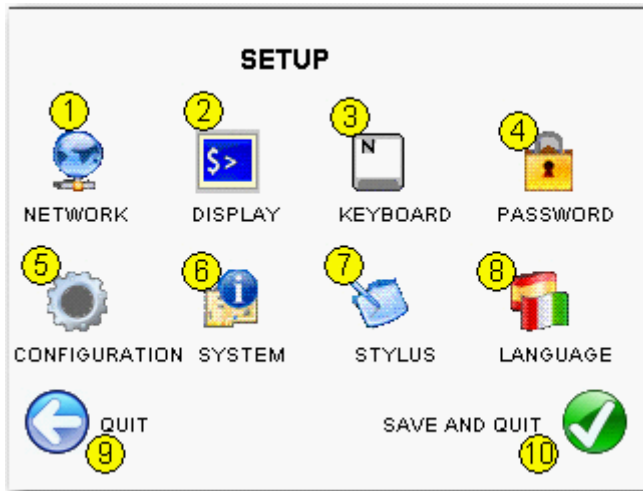 SETUP
1 2 3 4
$> N
NETWORK DISPLAY KEYBOARD PASSWORD
5 6 7 8
i
CONFIGURATION SYSTEM STYLUS LANGUAGE
QUIT SAVE AND QUIT
9 10